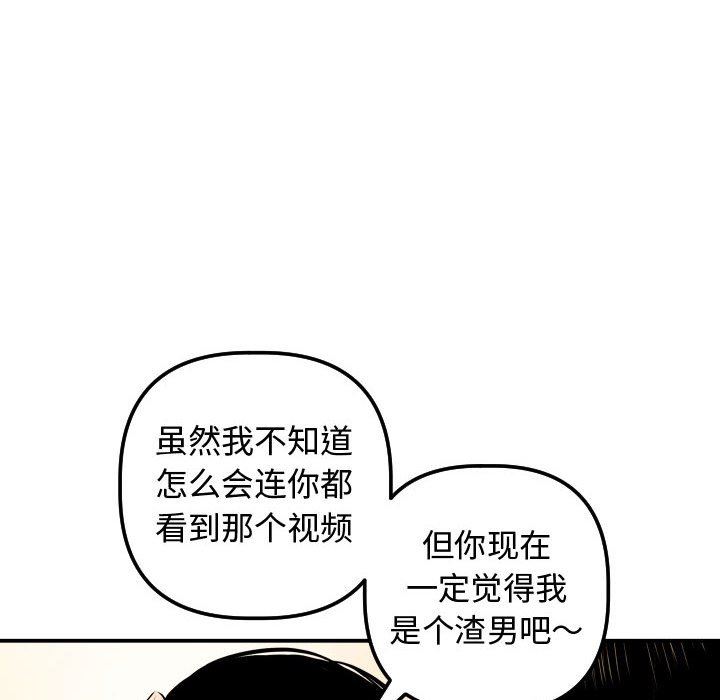 虽然我不知道
怎么会连你都
看到那个视频
但你现在
一定觉得我
是个渣男吧～